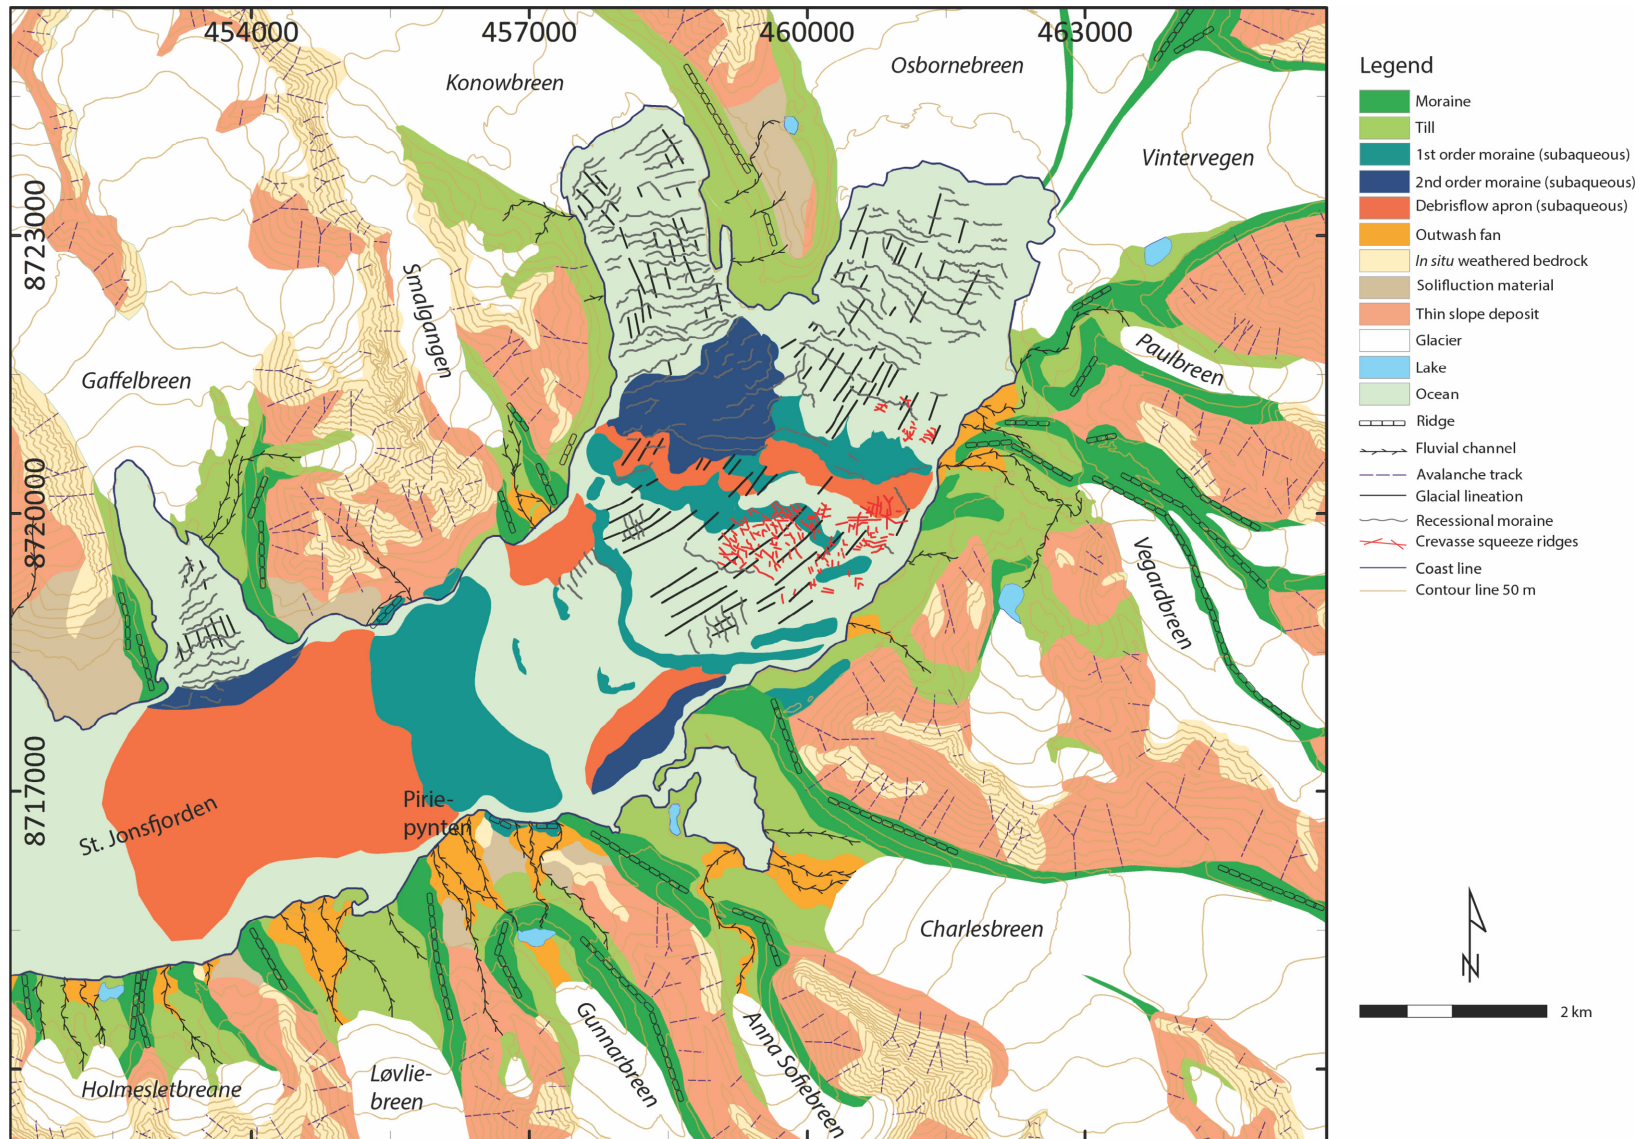 454000
457000
460000
463000
8723000
8720000
8717000
Konowbreen
Osbornebreen
Vintervegen
Smalgangen
Gaffelbreen
Paulbreen
Vegardbreen
St. Jonsfjorden
Pirie-
pynten
Charlesbreen
Gunnarbreen
Anna Sofiebreen
Holmesletbreane
Løvlie-
breen
Legend
Moraine
Till
1st order moraine (subaqueous)
2nd order moraine (subaqueous)
Debrisflow apron (subaqueous)
Outwash fan
In situ weathered bedrock
Solifluction material
Thin slope deposit
Glacier
Lake
Ocean
Ridge
Fluvial channel
Avalanche track
Glacial lineation
Recessional moraine
Crevasse squeeze ridges
Coast line
Contour line 50 m
N
2 km